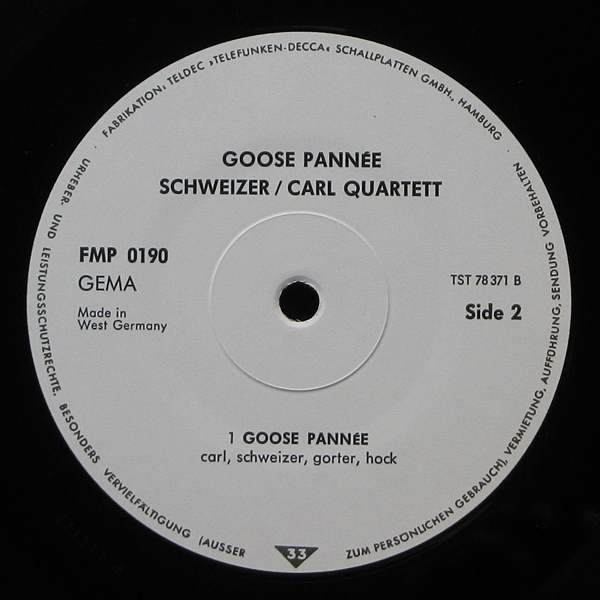 FABRIKATION: TELDEC »TELEFUNKEN-DECCA« SCHALLPLATTEN GMBH., HAMBURG
URHEBER- UND LEISTUNGSSCHUTZRECHTE. BESONDERS VERVIELFÄLTIGUNG (AUSSER ZUM PERSÖNLICHEN GEBRAUCH), VERMIETUNG, AUFFÜHRUNG, SENDUNG VORBEHALTEN
GOOSE PANNÉE
SCHWEIZER / CARL QUARTETT
FMP 0190
GEMA
Made in
West Germany
TST 78 371 B
Side 2
1 GOOSE PANNÉE
carl, schweizer, gorter, hock
33